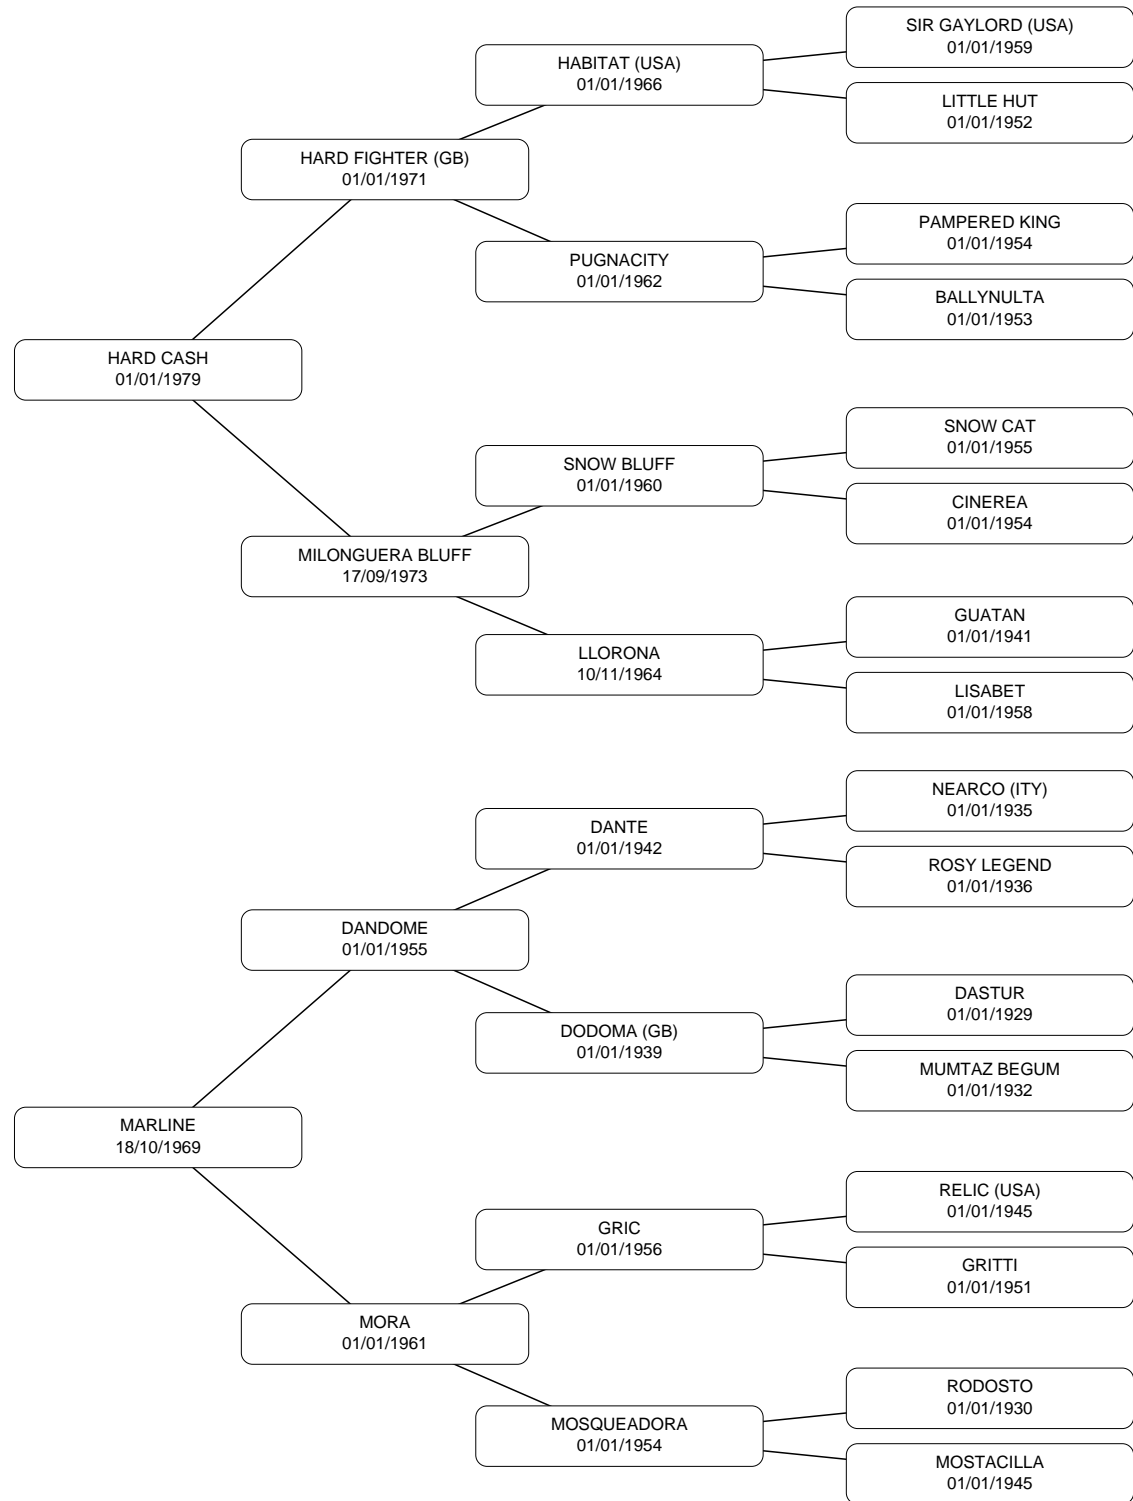 SIR GAYLORD (USA)
01/01/1959
HABITAT (USA)
01/01/1966
LITTLE HUT
01/01/1952
HARD FIGHTER (GB)
01/01/1971
PAMPERED KING
01/01/1954
PUGNACITY
01/01/1962
BALLYNULTA
01/01/1953
HARD CASH
01/01/1979
SNOW CAT
01/01/1955
SNOW BLUFF
01/01/1960
CINEREA
01/01/1954
MILONGUERA BLUFF
17/09/1973
GUATAN
01/01/1941
LLORONA
10/11/1964
LISABET
01/01/1958
NEARCO (ITY)
01/01/1935
DANTE
01/01/1942
ROSY LEGEND
01/01/1936
DANDOME
01/01/1955
DASTUR
01/01/1929
DODOMA (GB)
01/01/1939
MUMTAZ BEGUM
01/01/1932
MARLINE
18/10/1969
RELIC (USA)
01/01/1945
GRIC
01/01/1956
GRITTI
01/01/1951
MORA
01/01/1961
RODOSTO
01/01/1930
MOSQUEADORA
01/01/1954
MOSTACILLA
01/01/1945